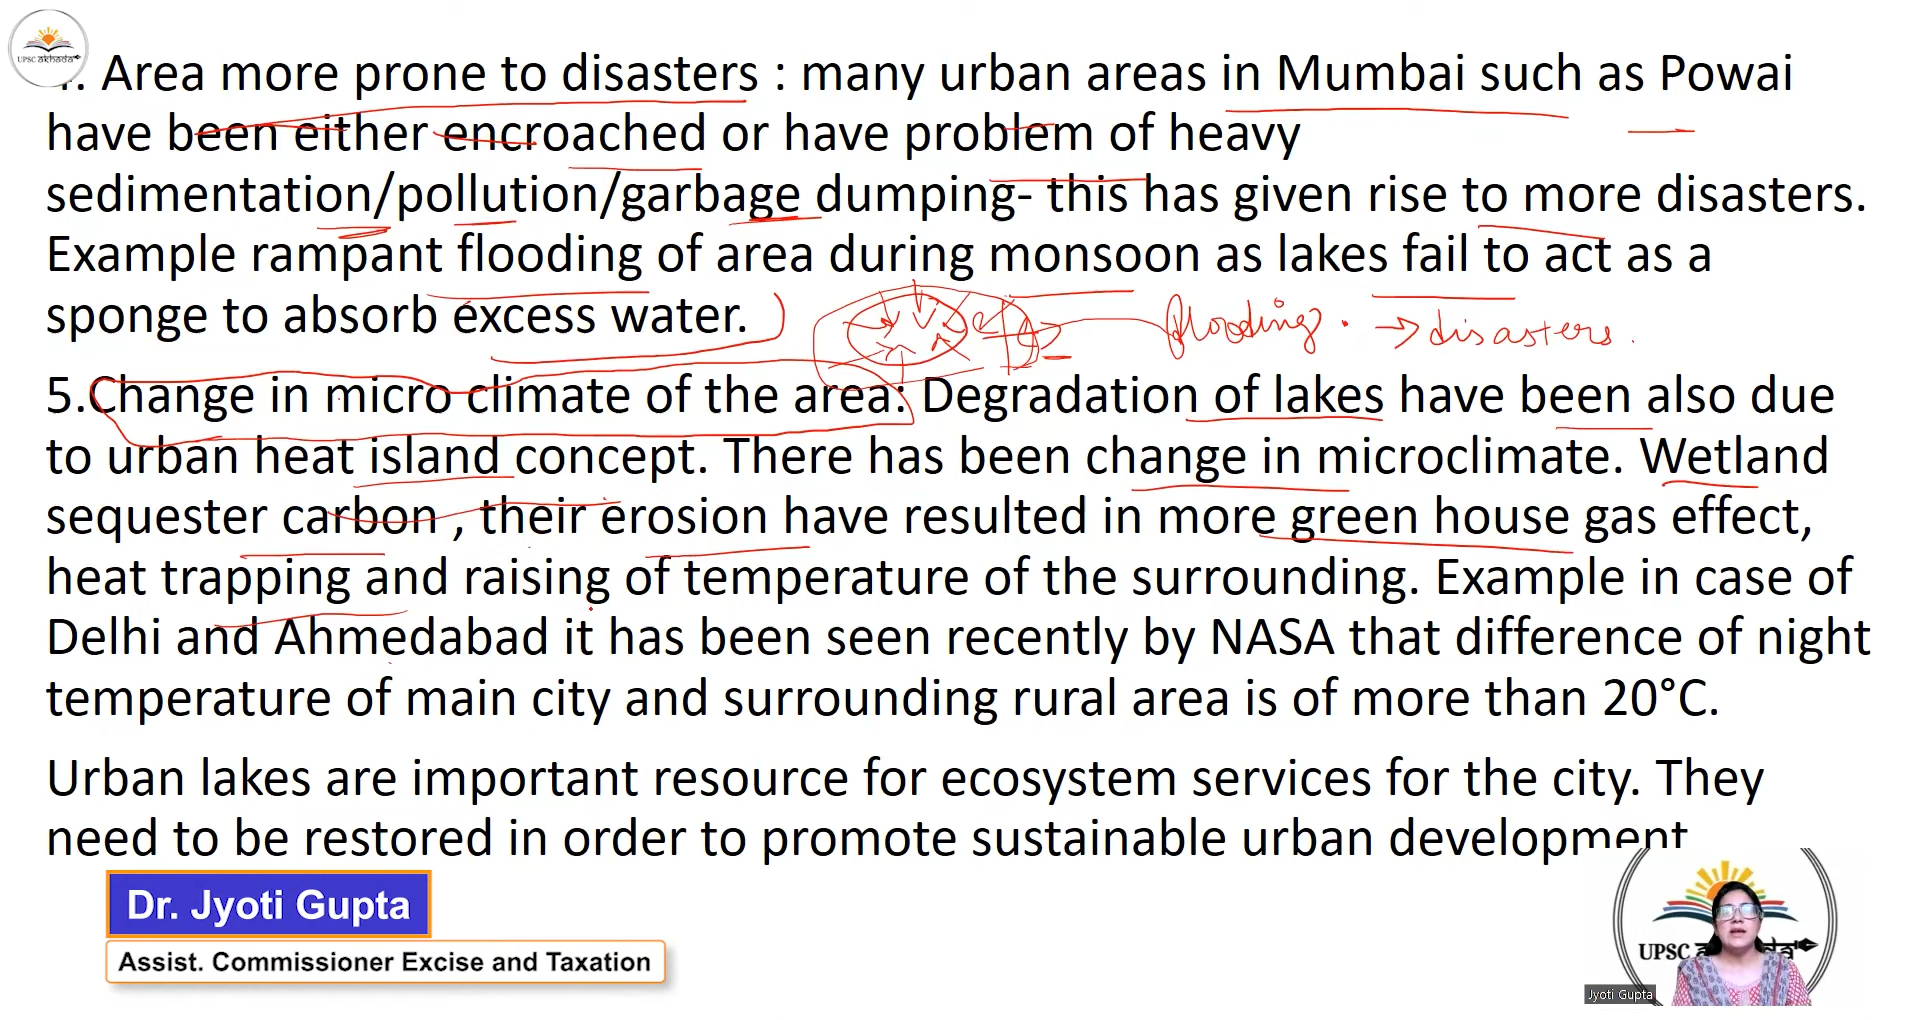 UPSC akhada
Area more prone to disasters : many urban areas in Mumbai such as Powai
have been either encroached or have problem of heavy
sedimentation/pollution/garbage dumping- this has given rise to more disasters.
Example rampant flooding of area during monsoon as lakes fail to act as a
sponge to absorb excess water.
flooding. → disasters.
5.Change in micro climate of the area: Degradation of lakes have been also due
to urban heat island concept. There has been change in microclimate. Wetland
sequester carbon , their erosion have resulted in more green house gas effect,
heat trapping and raising of temperature of the surrounding. Example in case of
Delhi and Ahmedabad it has been seen recently by NASA that difference of night
temperature of main city and surrounding rural area is of more than 20°C.
Urban lakes are important resource for ecosystem services for the city. They
need to be restored in order to promote sustainable urban development
Dr. Jyoti Gupta
Assist. Commissioner Excise and Taxation
UPSC
Jyoti Gupta